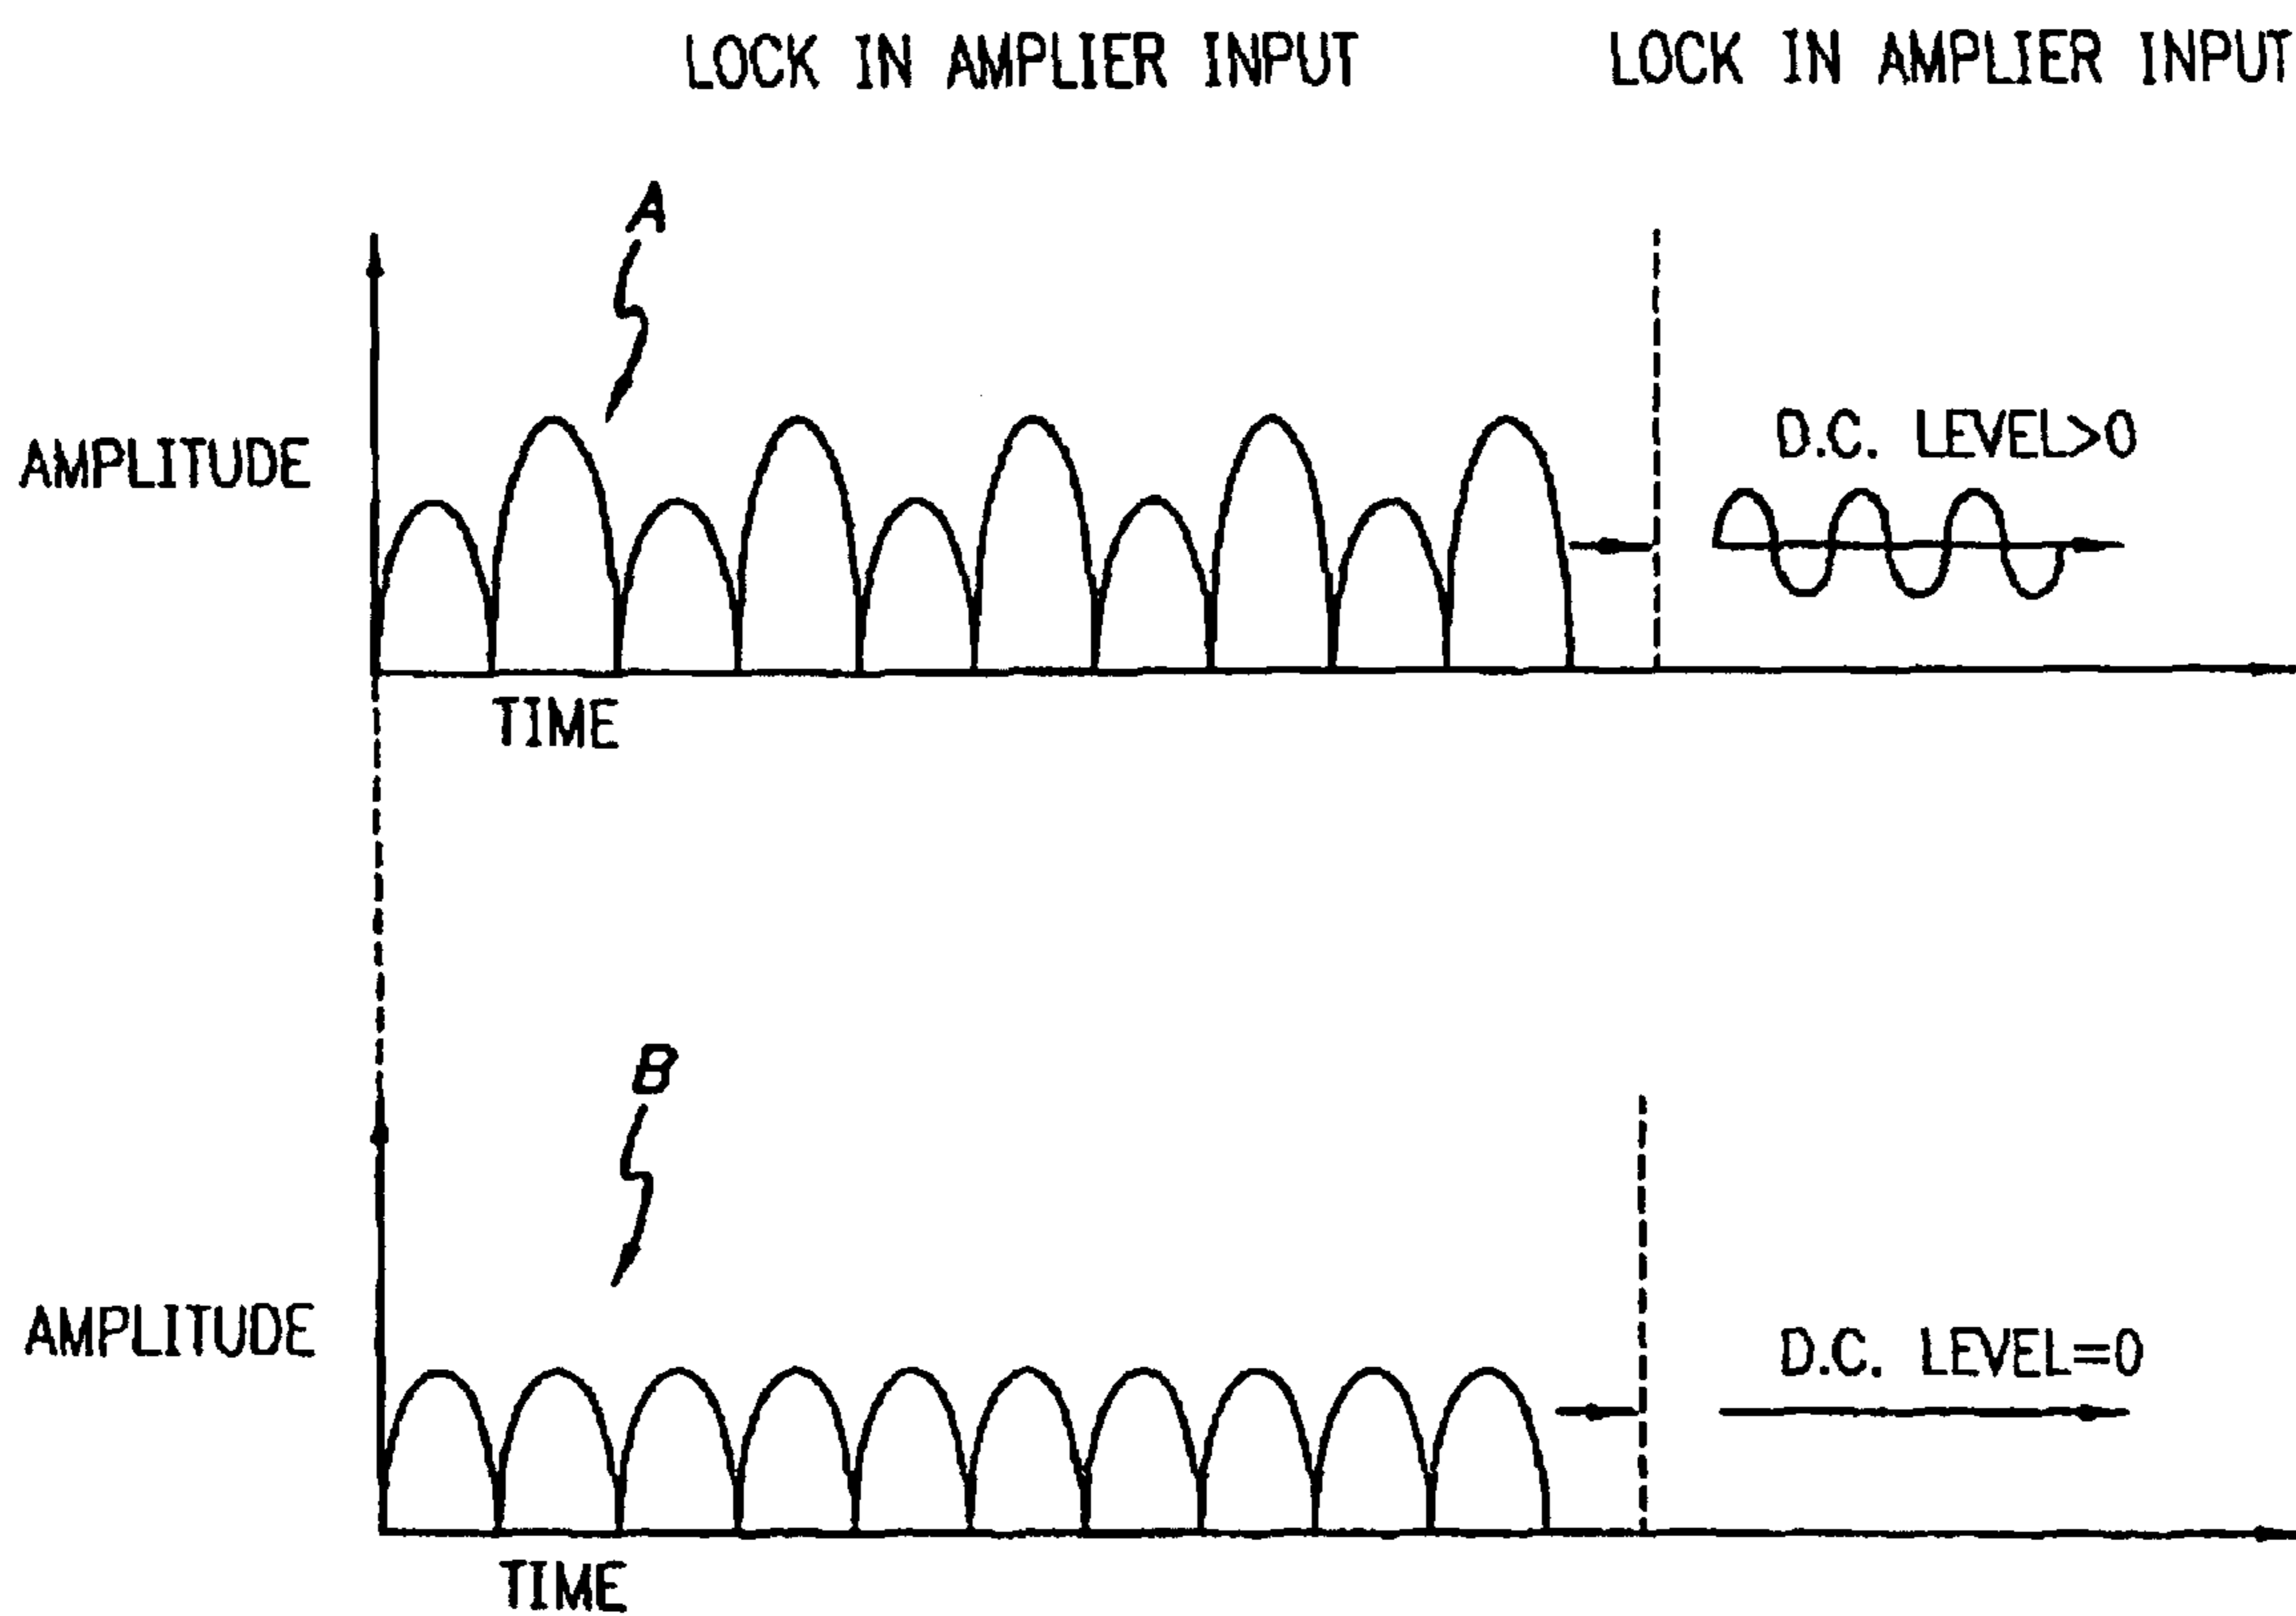 LOCK IN AMPLIER INPUT
LOCK IN AMPLIER INPUT
A
AMPLITUDE
D.C. LEVEL>0
TIME
B
AMPLITUDE
D.C. LEVEL=0
TIME